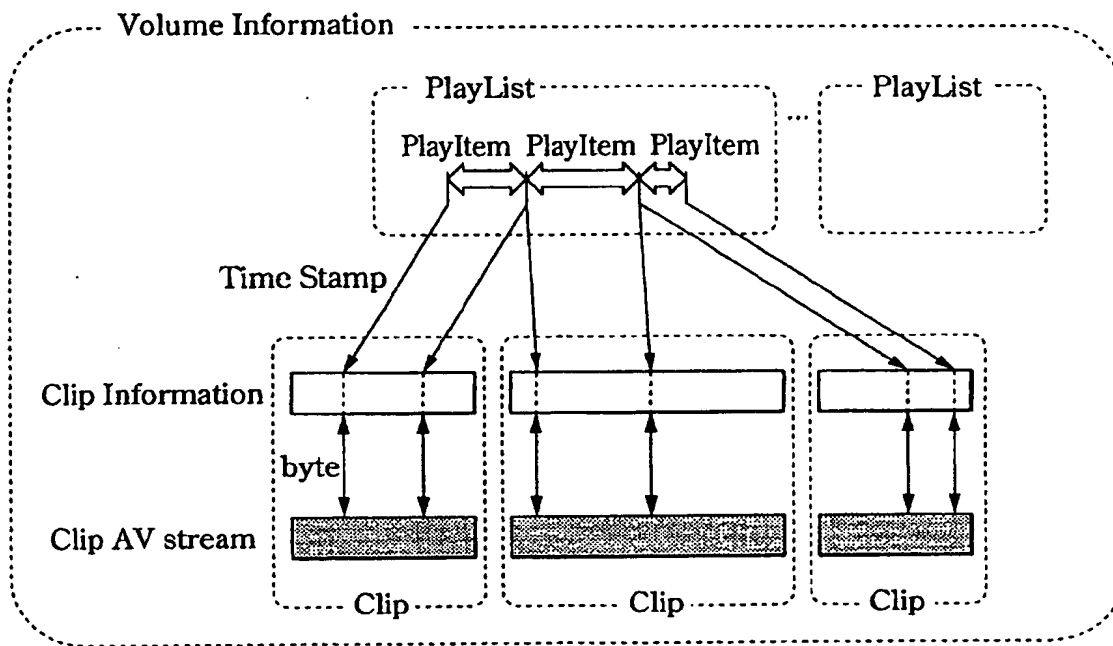 Volume Information
PlayList
PlayList
...
PlayItem PlayItem PlayItem
Time Stamp
Clip Information
byte
Clip AV stream
Clip
Clip
Clip